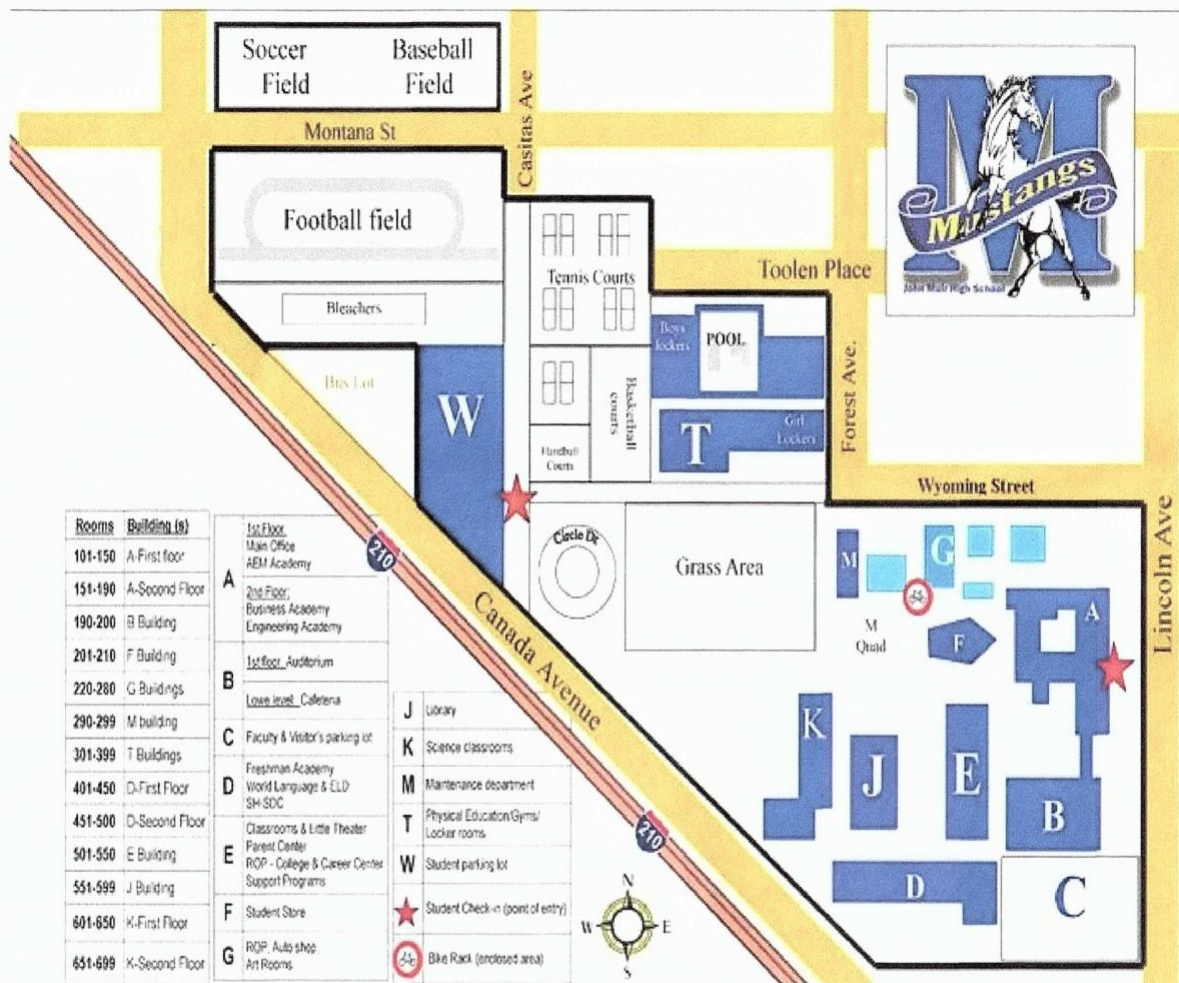 Soccer Field
Baseball Field
Casitas Ave
Montana St
Football field
M
Mustangs
John Muir High School
Tennis Courts
Toolen Place
Bleachers
Boys lockers
POOL
Bus Lot
W
Basketball courts
Forest Ave.
T
Girl Lockers
Handball Courts
Wyoming Street
Lincoln Ave
Circle Dr.
Grass Area
M
G
210
Canada Avenue
M Quad
F
A
K
J
E
B
210
D
C
Rooms Building (s)
101-150 A-First floor
151-190 A-Second Floor
190-200 B Building
201-210 F Building
220-280 G Buildings
290-299 M building
301-399 T Buildings
401-450 D-First Floor
451-500 D-Second Floor
501-550 E Building
551-599 J Building
601-650 K-First Floor
651-699 K-Second Floor
A
1st Floor:
Main Office
AEM Academy
2nd Floor:
Business Academy
Engineering Academy
B
1st floor: Auditorium
Lowe level: Cafeteria
C Faculty & Visitor's parking lot
D
Freshman Academy
World Language & ELD
SH-SDC
E
Classrooms & Little Theater
Parent Center
ROP - College & Career Center
Support Programs
F Student Store
G
ROP, Auto shop
Art Rooms
J Library
K Science classrooms
M Maintenance department
T
Physical Education/Gyms/
Locker rooms
W Student parking lot
Student Check-in (point of entry)
Bike Rack (enclosed area)
N
W E
S